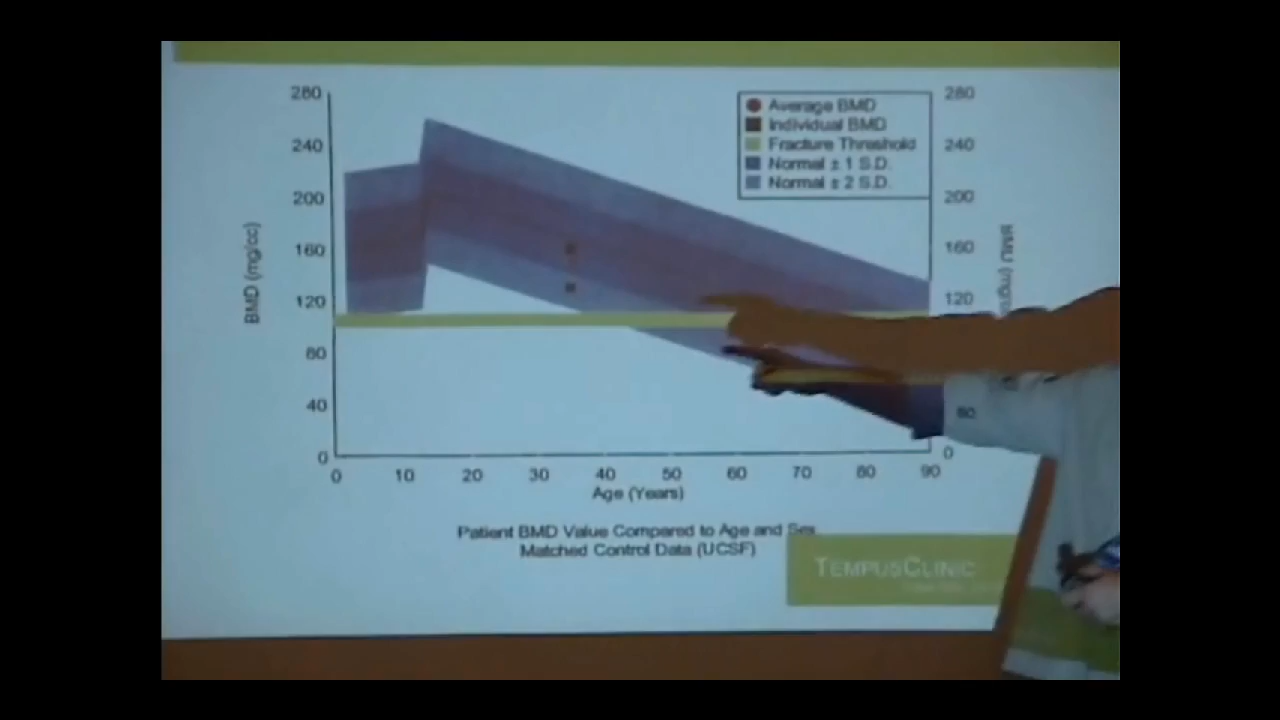 280
240
200
160
120
80
40
0
BMD (mg/cc)
Average BMD
Individual BMD
Fracture Threshold
Normal ± 1 S.D.
Normal ± 2 S.D.
280
240
200
160
120
80
0
0 10 20 30 40 50 60 70 80 90
Age (Years)
Patient BMD Value Compared to Age and Sex
Matched Control Data (UCSF)
TEMPUSCLINIC